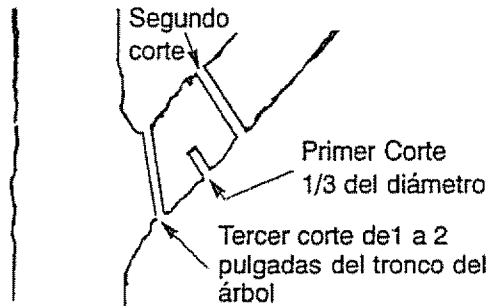 Segundo
corte
Primer Corte
1/3 del diámetro
Tercer corte de1 a 2
pulgadas del tronco del
árbol